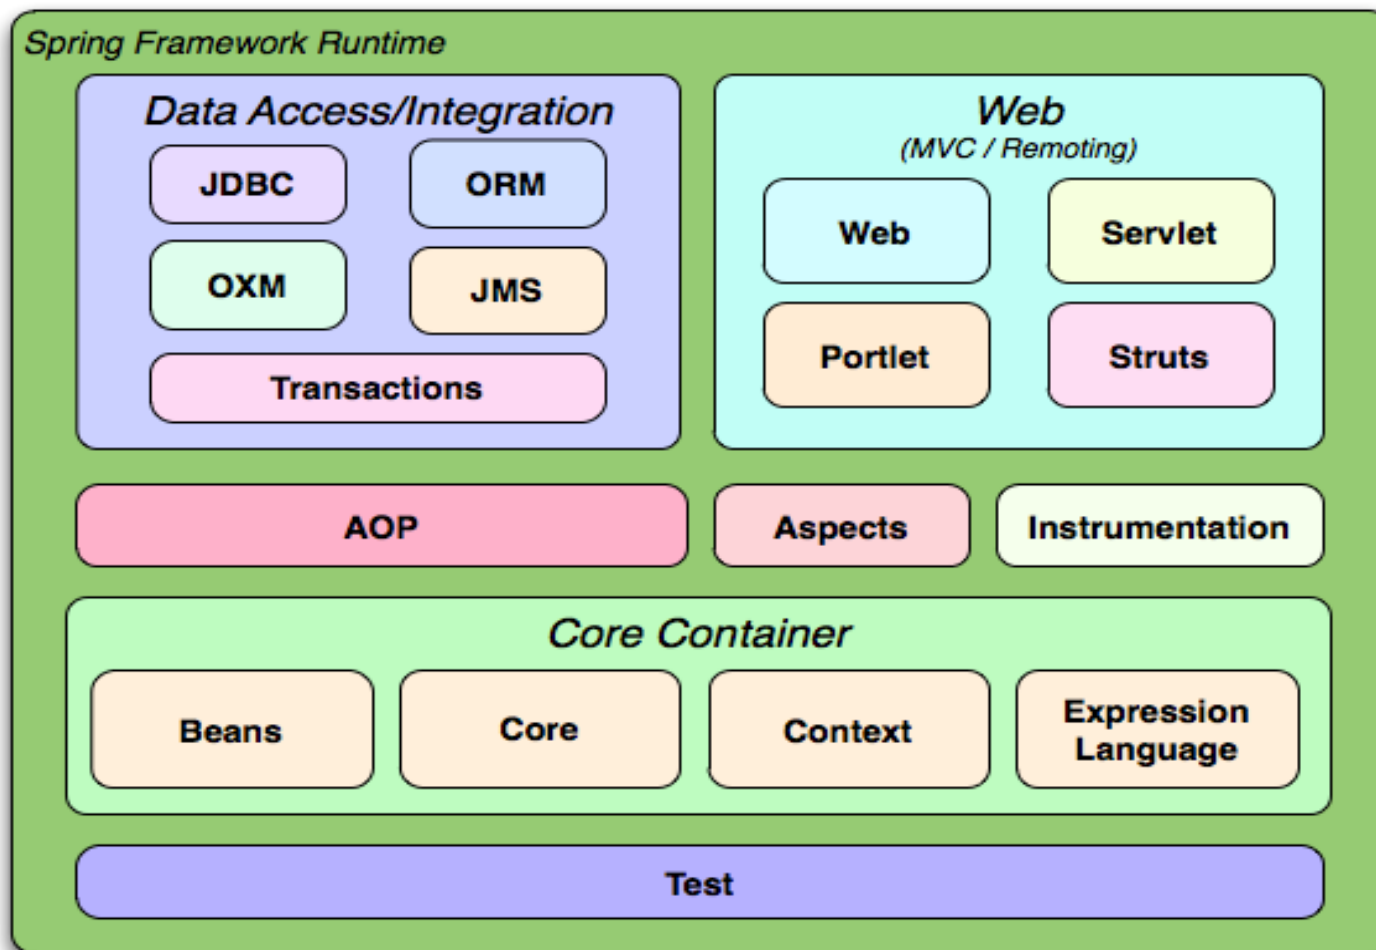 Spring Framework Runtime
Data Access/Integration
JDBC
ORM
OXM
JMS
Transactions
Web
(MVC / Remoting)
Web
Servlet
Portlet
Struts
AOP
Aspects
Instrumentation
Core Container
Beans
Core
Context
Expression
Language
Test